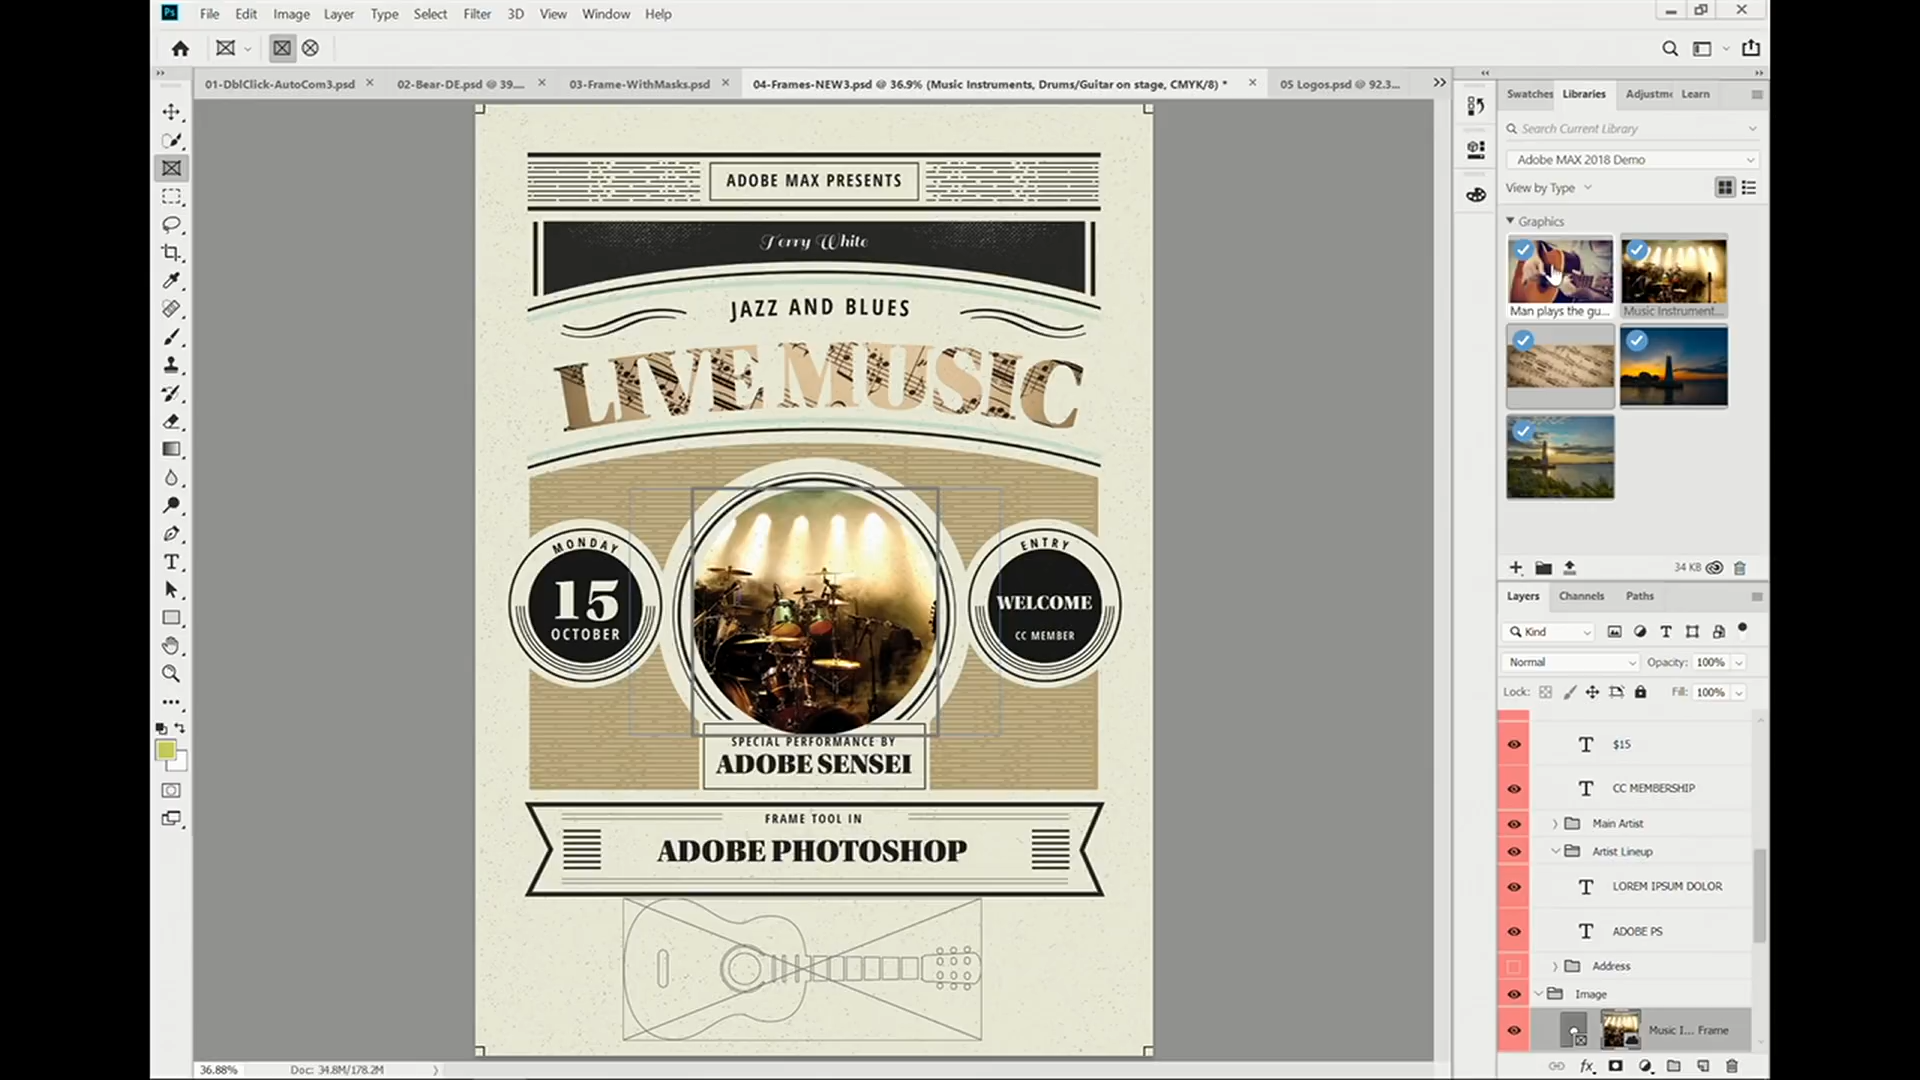 Ps File Edit Image Layer Type Select Filter 3D View Window Help
01-DblClick-AutoCom3.psd 02-Bear-DE.psd @ 39.... 03-Frame-WithMasks.psd 04-Frames-NEW3.psd @ 36.9% (Music Instruments, Drums/Guitar on stage, CMYK/8) * 05 Logos.psd @ 92.3...
ADOBE MAX PRESENTS
Terry White
JAZZ AND BLUES
LIVE MUSIC
MONDAY
15
OCTOBER
ENTRY
WELCOME
CC MEMBER
SPECIAL PERFORMANCE BY
ADOBE SENSEI
FRAME TOOL IN
ADOBE PHOTOSHOP
36.88% Doc: 34.8M/178.2M
Swatches Libraries Adjustme Learn
Search Current Library
Adobe MAX 2018 Demo
View by Type
Graphics
Man plays the gu... Music Instrument...
34 KB
Layers Channels Paths
Kind
Normal Opacity: 100%
Lock: Fill: 100%
$15
CC MEMBERSHIP
Main Artist
Artist Lineup
LOREM IPSUM DOLOR
ADOBE PS
Address
Image
Music I... Frame
fx